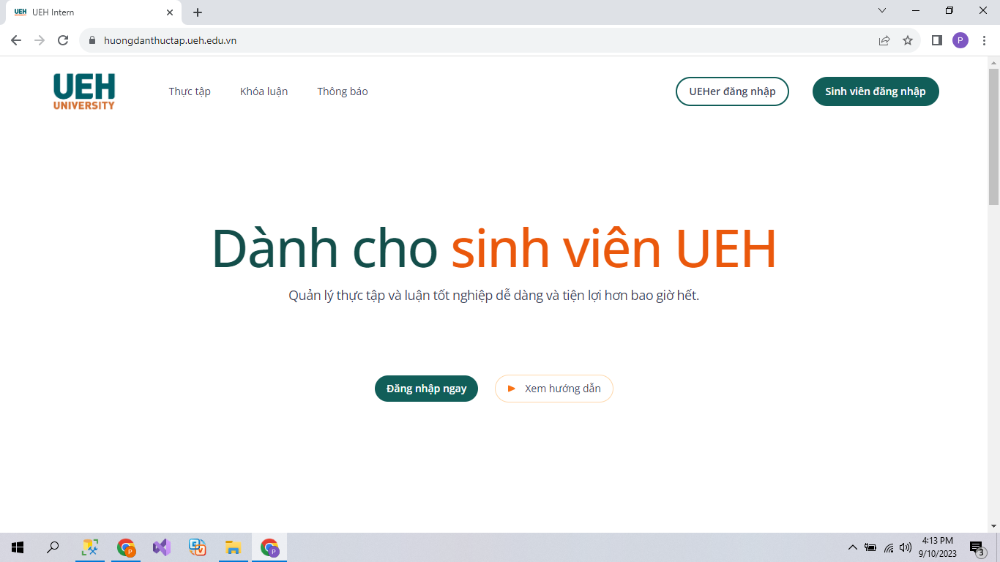 UEH UEH Intern
huongdanthuctap.ueh.edu.vn
P
UEH
UNIVERSITY
Thực tập Khóa luận Thông báo UEHer đăng nhập Sinh viên đăng nhập
Dành cho sinh viên UEH
Quản lý thực tập và luận tốt nghiệp dễ dàng và tiện lợi hơn bao giờ hết.
Đăng nhập ngay Xem hướng dẫn
P E V P
4:13 PM
9/10/2023
3